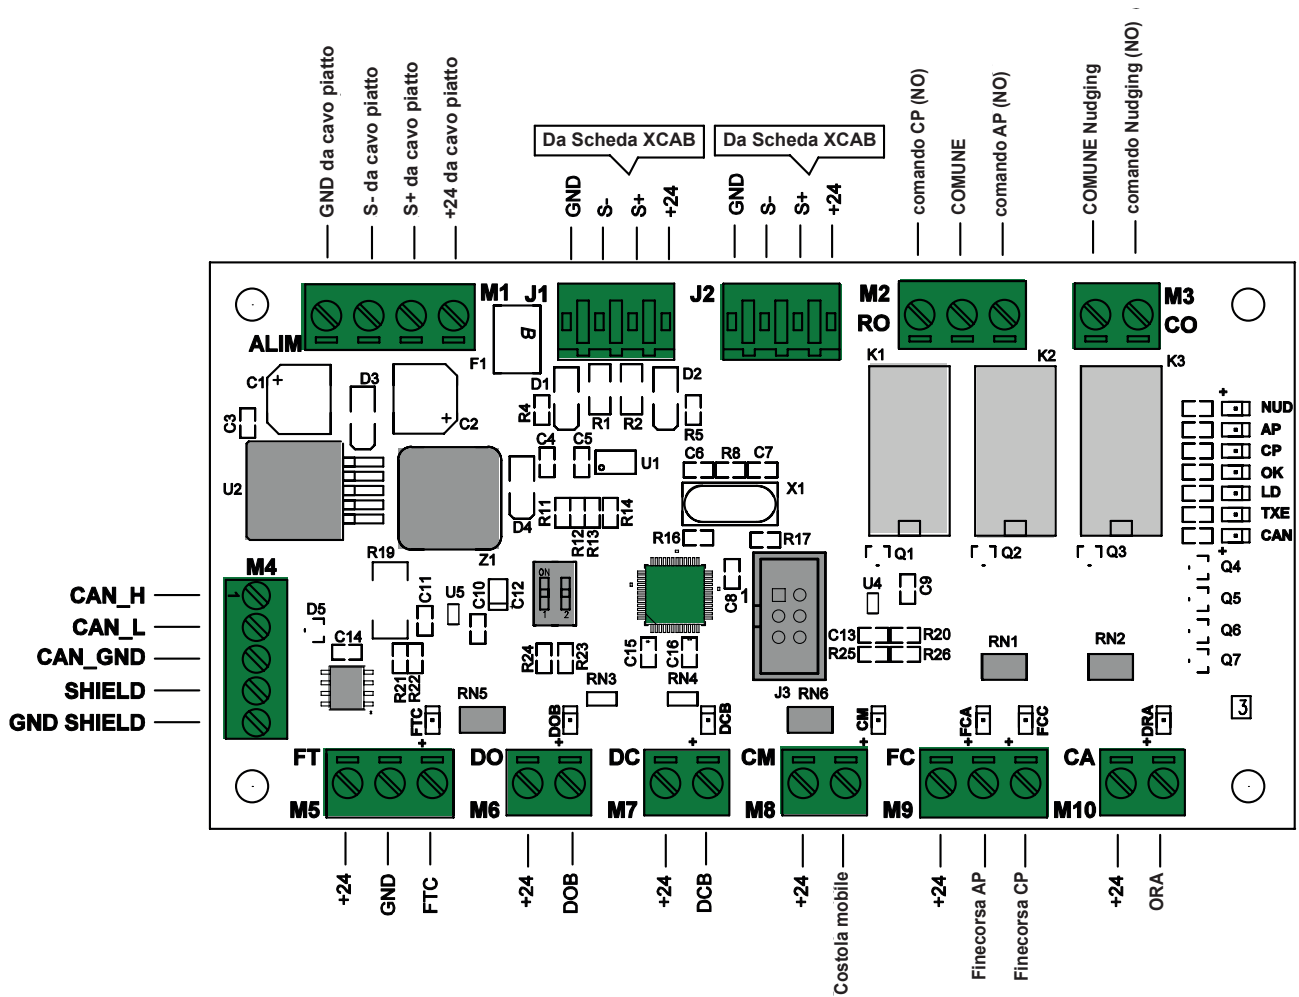 GND da cavo piatto
S- da cavo piatto
S+ da cavo piatto
+24 da cavo piatto
Da Scheda XCAB
Da Scheda XCAB
GND
S-
S+
+24
GND
S-
S+
+24
comando CP (NO)
COMUNE
comando AP (NO)
COMUNE Nudging
comando Nudging (NO)
M1
J1
J2
M2
RO
M3
CO
ALIM
F1
B
K1
K2
K3
C1
+
D3
C2
+
C3
D1
R4
R1
R2
D2
R5
+
NUD
AP
CP
OK
LD
TXE
CAN
+
U2
C4
C5
U1
C6
R8
C7
X1
D4
Z1
R11
R12
R13
R14
R16
R17
Q1
Q2
Q3
Q4
Q5
Q6
Q7
M4
1
CAN_H
CAN_L
CAN_GND
SHIELD
GND SHIELD
R19
D5
C14
C11
U5
C10
C12
ON
1
2
C8
1
U4
C9
R21
R22
R24
R23
C15
C16
C13
R20
R25
R26
RN1
RN2
RN5
RN3
RN4
J3
RN6
3
FTC
+
DOB
+
DCB
+
CM
+
FCA
+
FCC
+
DRA
+
FT
M5
DO
M6
DC
M7
CM
M8
FC
M9
CA
M10
+24
GND
FTC
+24
DOB
+24
DCB
+24
Costola mobile
+24
Finecorsa AP
Finecorsa CP
+24
ORA